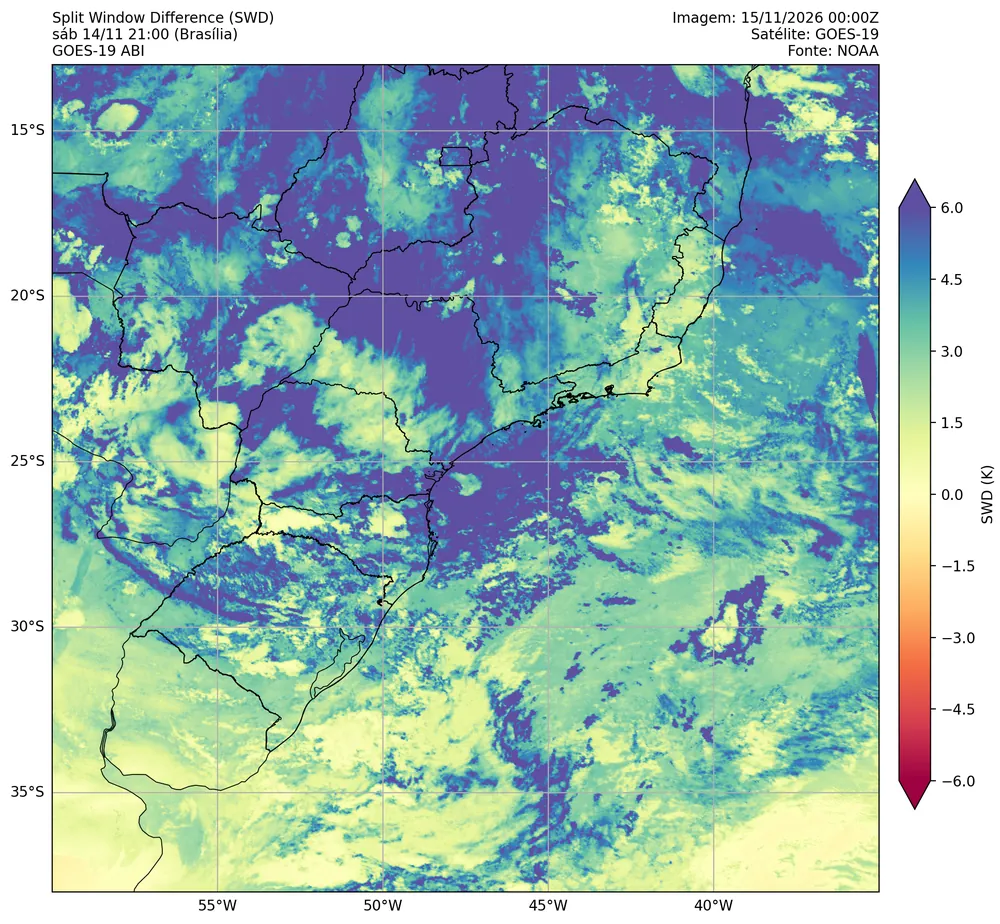 Split Window Difference (SWD)
sáb 14/11 21:00 (Brasília)
GOES-19 ABI
Imagem: 15/11/2026 00:00Z
Satélite: GOES-19
Fonte: NOAA
15°S
20°S
25°S
30°S
35°S
55°W
50°W
45°W
40°W
6.0
4.5
3.0
1.5
0.0
−1.5
−3.0
−4.5
−6.0
SWD (K)